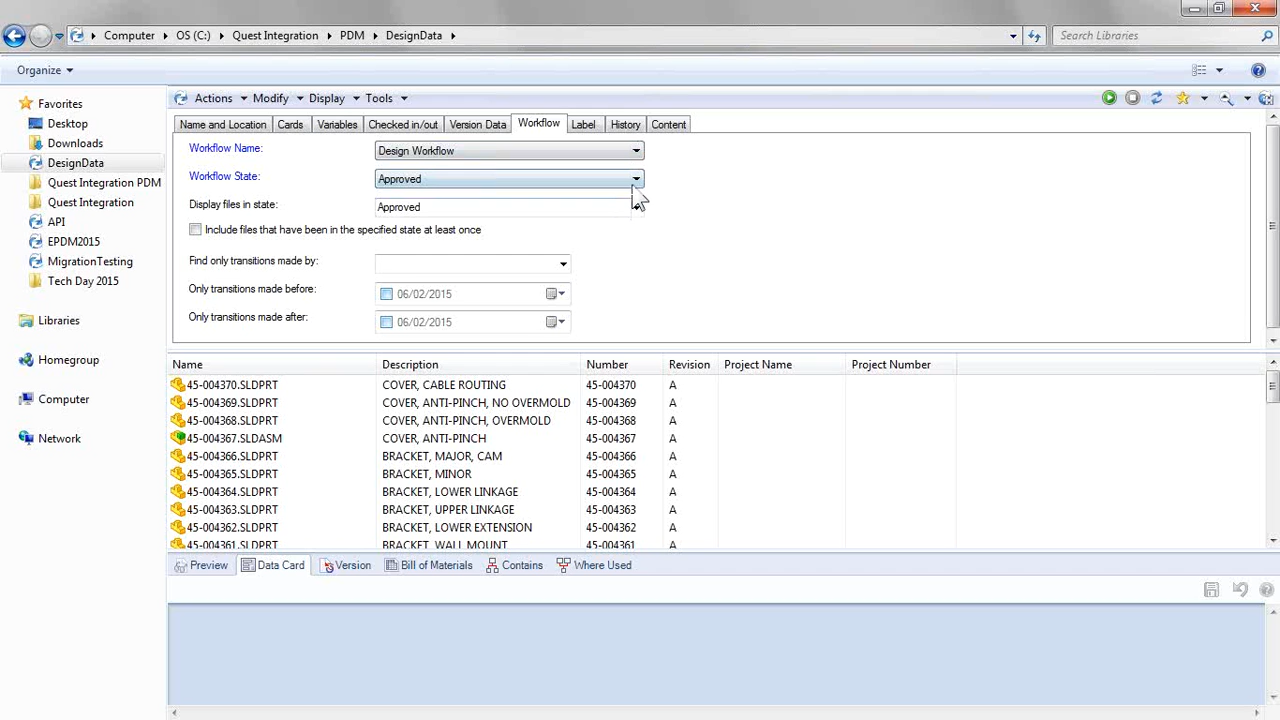 Computer OS (C:) Quest Integration PDM DesignData Search Libraries
Organize
Favorites
Desktop
Downloads
DesignData
Quest Integration PDM
Quest Integration
API
EPDM2015
MigrationTesting
Tech Day 2015
Libraries
Homegroup
Computer
Network
Actions Modify Display Tools
Name and Location Cards Variables Checked in/out Version Data Workflow Label History Content
Workflow Name: Design Workflow
Workflow State: Approved
Display files in state: Approved
Include files that have been in the specified state at least once
Find only transitions made by:
Only transitions made before: 06/02/2015
Only transitions made after: 06/02/2015
Name Description Number Revision Project Name Project Number
45-004370.SLDPRT COVER, CABLE ROUTING 45-004370 A
45-004369.SLDPRT COVER, ANTI-PINCH, NO OVERMOLD 45-004369 A
45-004368.SLDPRT COVER, ANTI-PINCH, OVERMOLD 45-004368 A
45-004367.SLDASM COVER, ANTI-PINCH 45-004367 A
45-004366.SLDPRT BRACKET, MAJOR, CAM 45-004366 A
45-004365.SLDPRT BRACKET, MINOR 45-004365 A
45-004364.SLDPRT BRACKET, LOWER LINKAGE 45-004364 A
45-004363.SLDPRT BRACKET, UPPER LINKAGE 45-004363 A
45-004362.SLDPRT BRACKET, LOWER EXTENSION 45-004362 A
45-004361.SLDPRT BRACKET, WALL MOUNT 45-004361 A
Preview Data Card Version Bill of Materials Contains Where Used